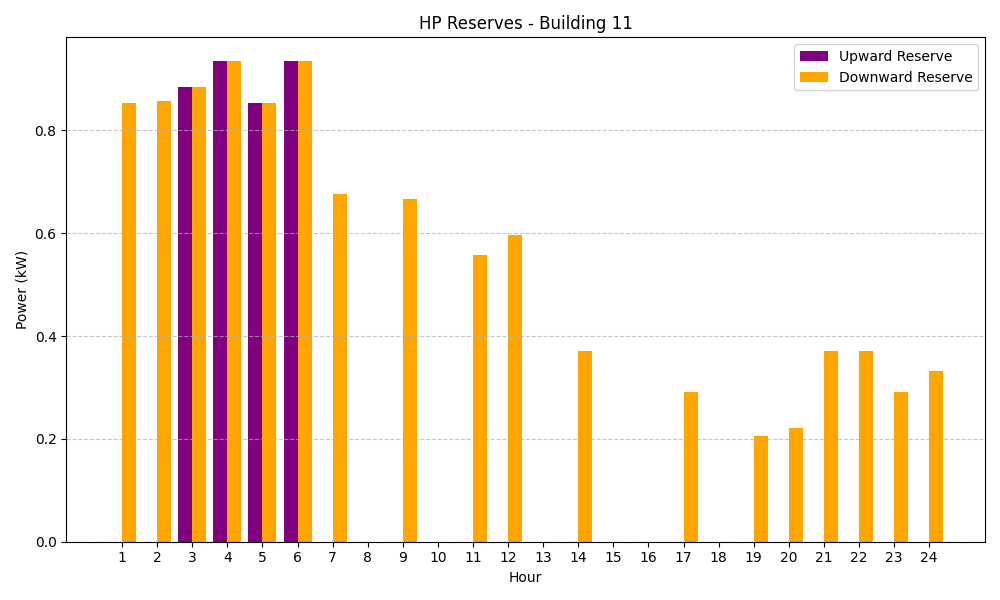 HP Reserves - Building 11
Upward Reserve
Downward Reserve
Power (kW)
0.8
0.6
0.4
0.2
0.0
1 2 3 4 5 6 7 8 9 10 11 12 13 14 15 16 17 18 19 20 21 22 23 24
Hour